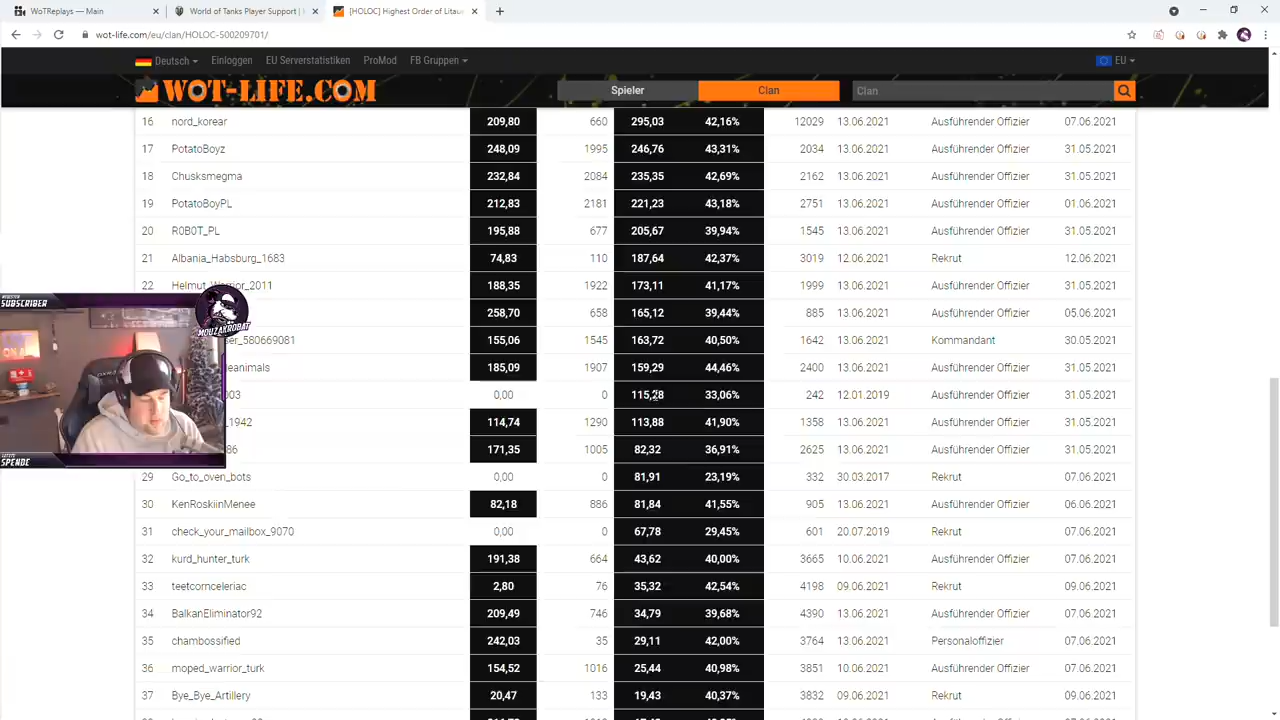 WoTReplays — Main
World of Tanks Player Support |
[HOLOC] Highest Order of Litau
wot-life.com/eu/clan/HOLOC-500209701/
Deutsch Einloggen EU Serverstatistiken ProMod FB Gruppen EU
WOT-LIFE.COM Spieler Clan Clan
16 nord_korear 209,80 660 295,03 42,16% 12029 13.06.2021 Ausführender Offizier 07.06.2021
17 PotatoBoyz 248,09 1995 246,76 43,31% 2034 13.06.2021 Ausführender Offizier 31.05.2021
18 Chusksmegma 232,84 2084 235,35 42,69% 2162 13.06.2021 Ausführender Offizier 31.05.2021
19 PotatoBoyPL 212,83 2181 221,23 43,18% 2751 13.06.2021 Ausführender Offizier 01.06.2021
20 R0B0T_PL 195,88 677 205,67 39,94% 1545 13.06.2021 Ausführender Offizier 31.05.2021
21 Albania_Habsburg_1683 74,83 110 187,64 42,37% 3019 12.06.2021 Rekrut 12.06.2021
22 Helmut_Warrior_2011 188,35 1922 173,11 41,17% 1999 13.06.2021 Ausführender Offizier 31.05.2021
258,70 658 165,12 39,44% 885 13.06.2021 Ausführender Offizier 05.06.2021
ser_580669081 155,06 1545 163,72 40,50% 1642 13.06.2021 Kommandant 30.05.2021
eanimals 185,09 1907 159,29 44,46% 2400 13.06.2021 Ausführender Offizier 31.05.2021
003 0,00 0 115,28 33,06% 242 12.01.2019 Ausführender Offizier 31.05.2021
_1942 114,74 1290 113,88 41,90% 1358 13.06.2021 Ausführender Offizier 31.05.2021
86 171,35 1005 82,32 36,91% 2625 13.06.2021 Ausführender Offizier 07.06.2021
29 Go_to_oven_bots 0,00 0 81,91 23,19% 332 30.03.2017 Rekrut 07.06.2021
30 KenRoskiinMenee 82,18 886 81,84 41,55% 905 13.06.2021 Ausführender Offizier 06.06.2021
31 check_your_mailbox_9070 0,00 0 67,78 29,45% 601 20.07.2019 Rekrut 07.06.2021
32 kurd_hunter_turk 191,38 664 43,62 40,00% 3665 10.06.2021 Ausführender Offizier 07.06.2021
33 teetcornceleriac 2,80 76 35,32 42,54% 4198 09.06.2021 Rekrut 09.06.2021
34 BalkanEliminator92 209,49 746 34,79 39,68% 4390 13.06.2021 Ausführender Offizier 07.06.2021
35 chambossified 242,03 35 29,11 42,00% 3764 13.06.2021 Personaloffizier 07.06.2021
36 moped_warrior_turk 154,52 1016 25,44 40,98% 3851 10.06.2021 Ausführender Offizier 07.06.2021
37 Bye_Bye_Artillery 20,47 133 19,43 40,37% 3832 09.06.2021 Rekrut 09.06.2021
SUBSCRIBER
MOUZAKROBAT
SPENDE